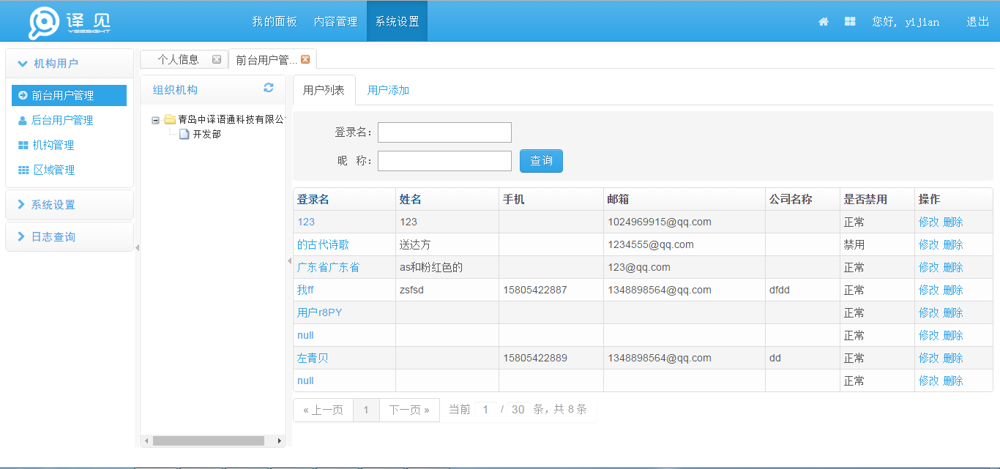 译见 我的面板 内容管理 系统设置 您好, yijian 退出
YEESIGHT
机构用户
前台用户管理
后台用户管理
机构管理
区域管理
系统设置
日志查询
个人信息 前台用户管...
组织机构
青岛中译语通科技有限公
开发部
用户列表 用户添加
登录名：
昵 称： 查询
登录名 姓名 手机 邮箱 公司名称 是否禁用 操作
123 123 1024969915@qq.com 正常 修改 删除
的古代诗歌 送达方 1234555@qq.com 禁用 修改 删除
广东省广东省 as和粉红色的 123@qq.com 正常 修改 删除
我ff zsfsd 15805422887 1348898564@qq.com dfdd 正常 修改 删除
用户r8PY 正常 修改 删除
null 正常 修改 删除
左青贝 15805422889 1348898564@qq.com dd 正常 修改 删除
null 正常 修改 删除
« 上一页 1 下一页 » 当前 1 / 30 条，共 8 条